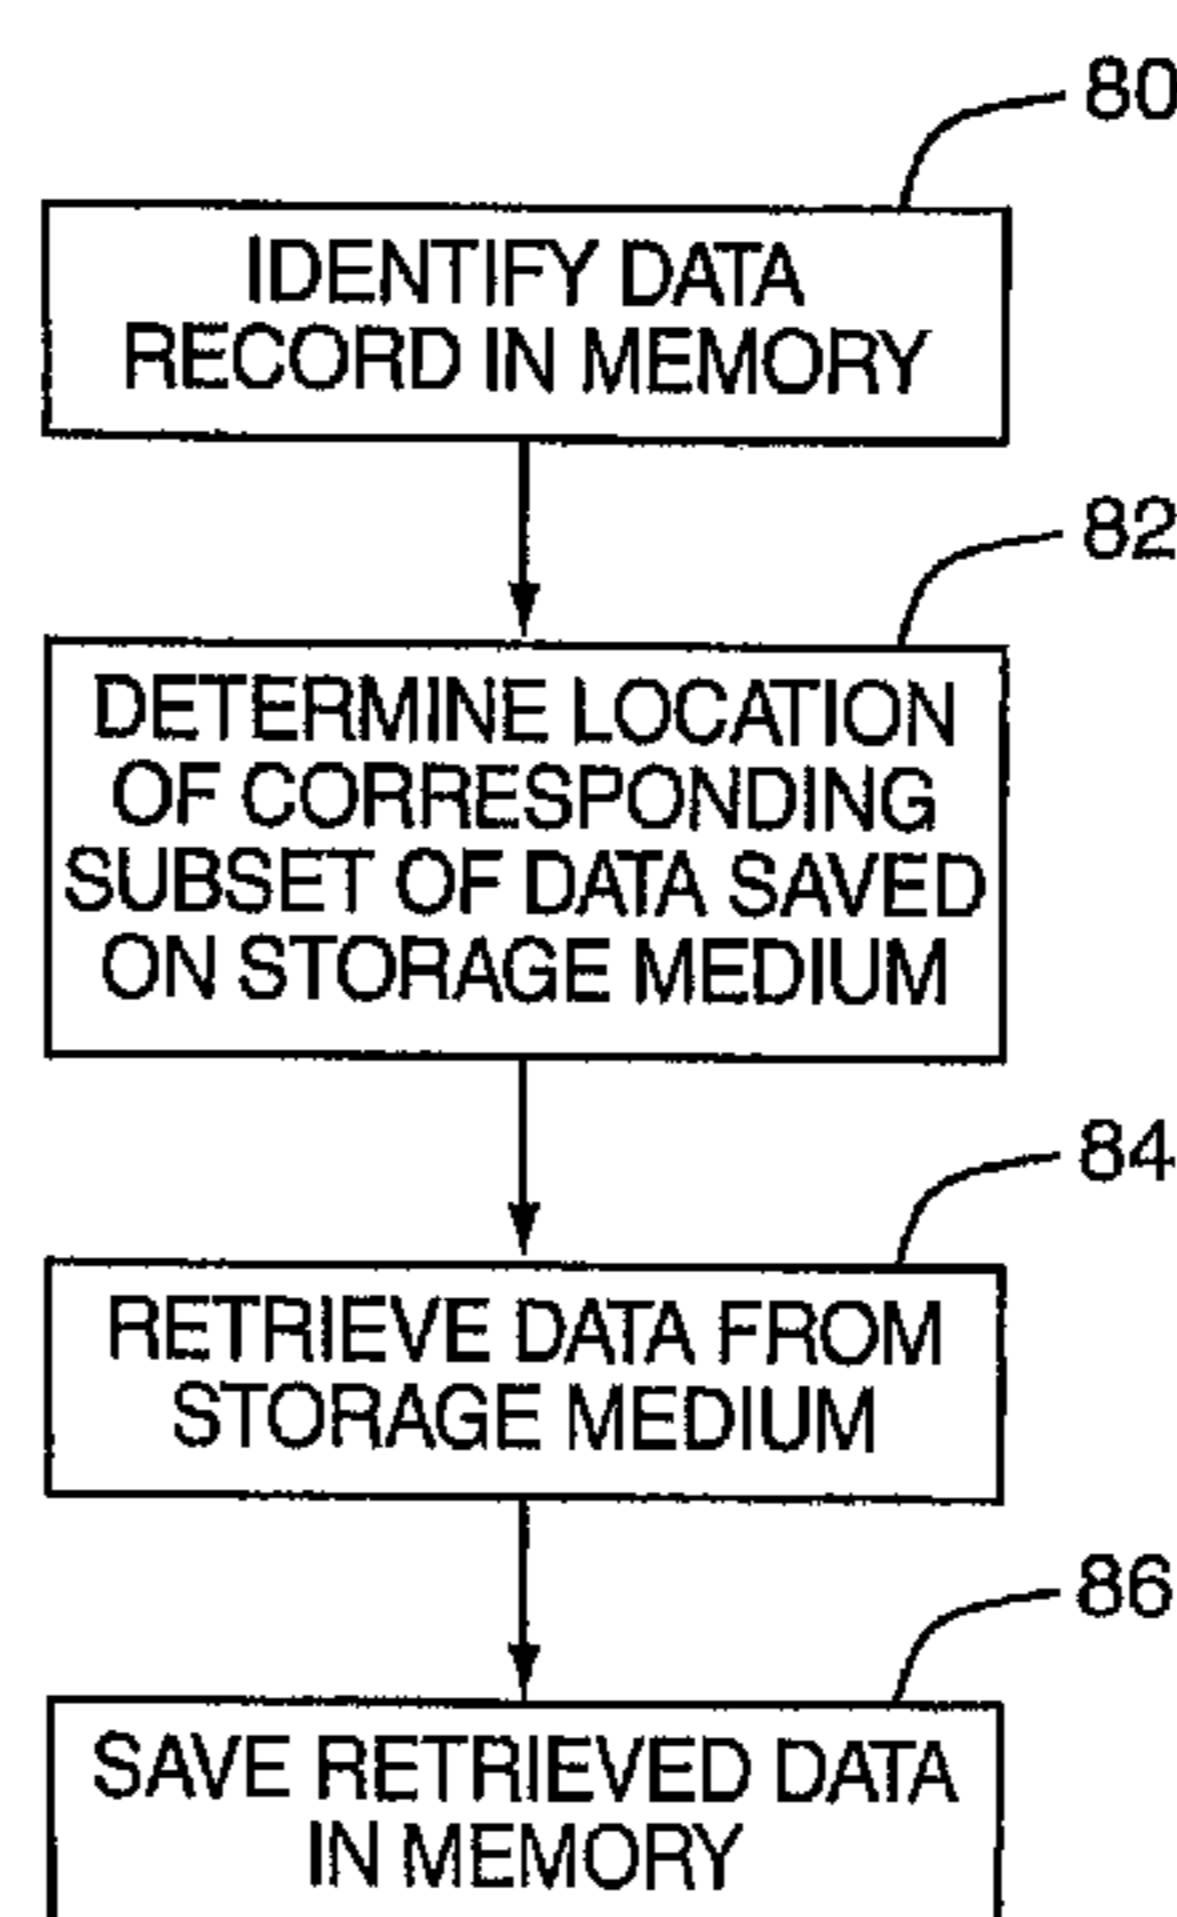 80
IDENTIFY DATA
RECORD IN MEMORY
82
DETERMINE LOCATION
OF CORRESPONDING
SUBSET OF DATA SAVED
ON STORAGE MEDIUM
84
RETRIEVE DATA FROM
STORAGE MEDIUM
86
SAVE RETRIEVED DATA
IN MEMORY